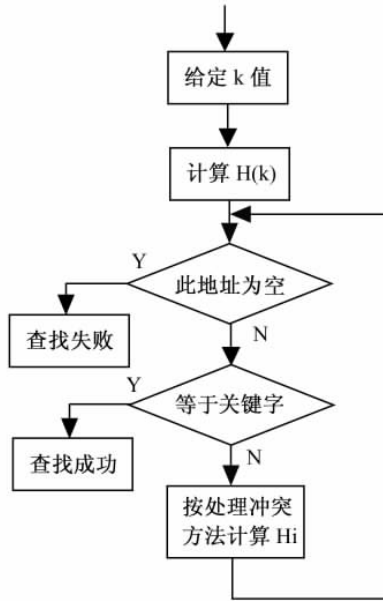 给定 k 值
计算 H(k)
Y
此地址为空
查找失败
N
Y
等于关键字
查找成功
N
按处理冲突
方法计算 Hi